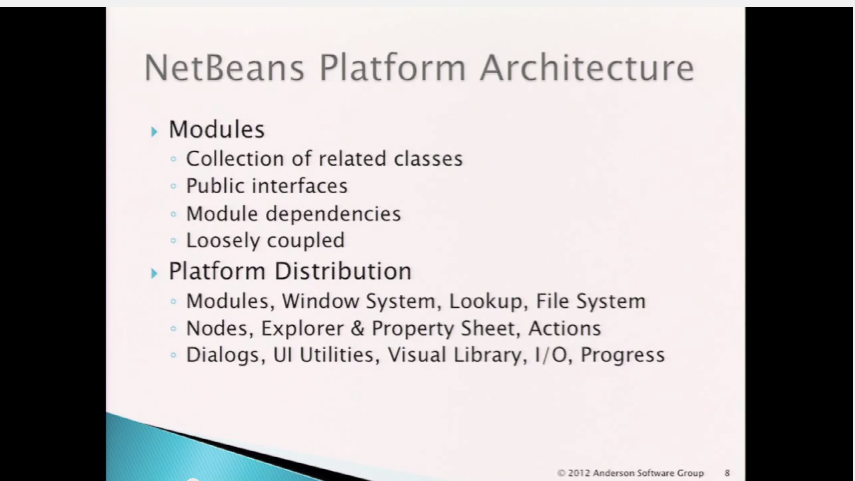 NetBeans Platform Architecture
Modules
Collection of related classes
Public interfaces
Module dependencies
Loosely coupled
Platform Distribution
Modules, Window System, Lookup, File System
Nodes, Explorer & Property Sheet, Actions
Dialogs, UI Utilities, Visual Library, I/O, Progress
© 2012 Anderson Software Group 8